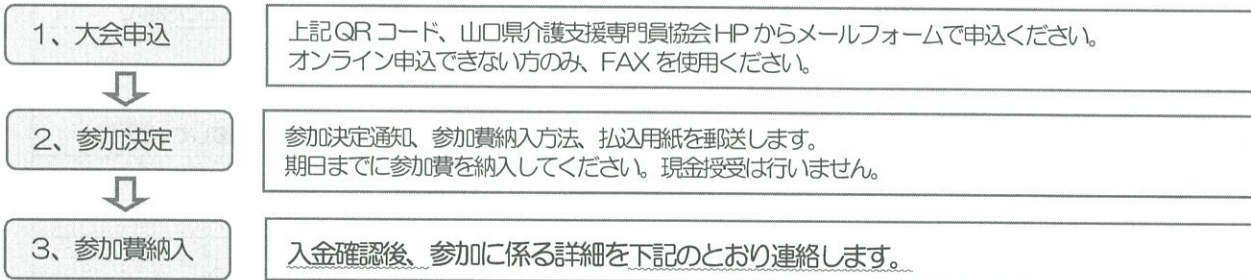 1、大会申込
上記QRコード、山口県介護支援専門員協会HPからメールフォームで申込ください。
オンライン申込できない方のみ、FAXを使用ください。
2、参加決定
参加決定通知、参加費納入方法、払込用紙を郵送します。
期日までに参加費を納入してください。現金授受は行いません。
3、参加費納入
入金確認後、参加に係る詳細を下記のとおり連絡します。